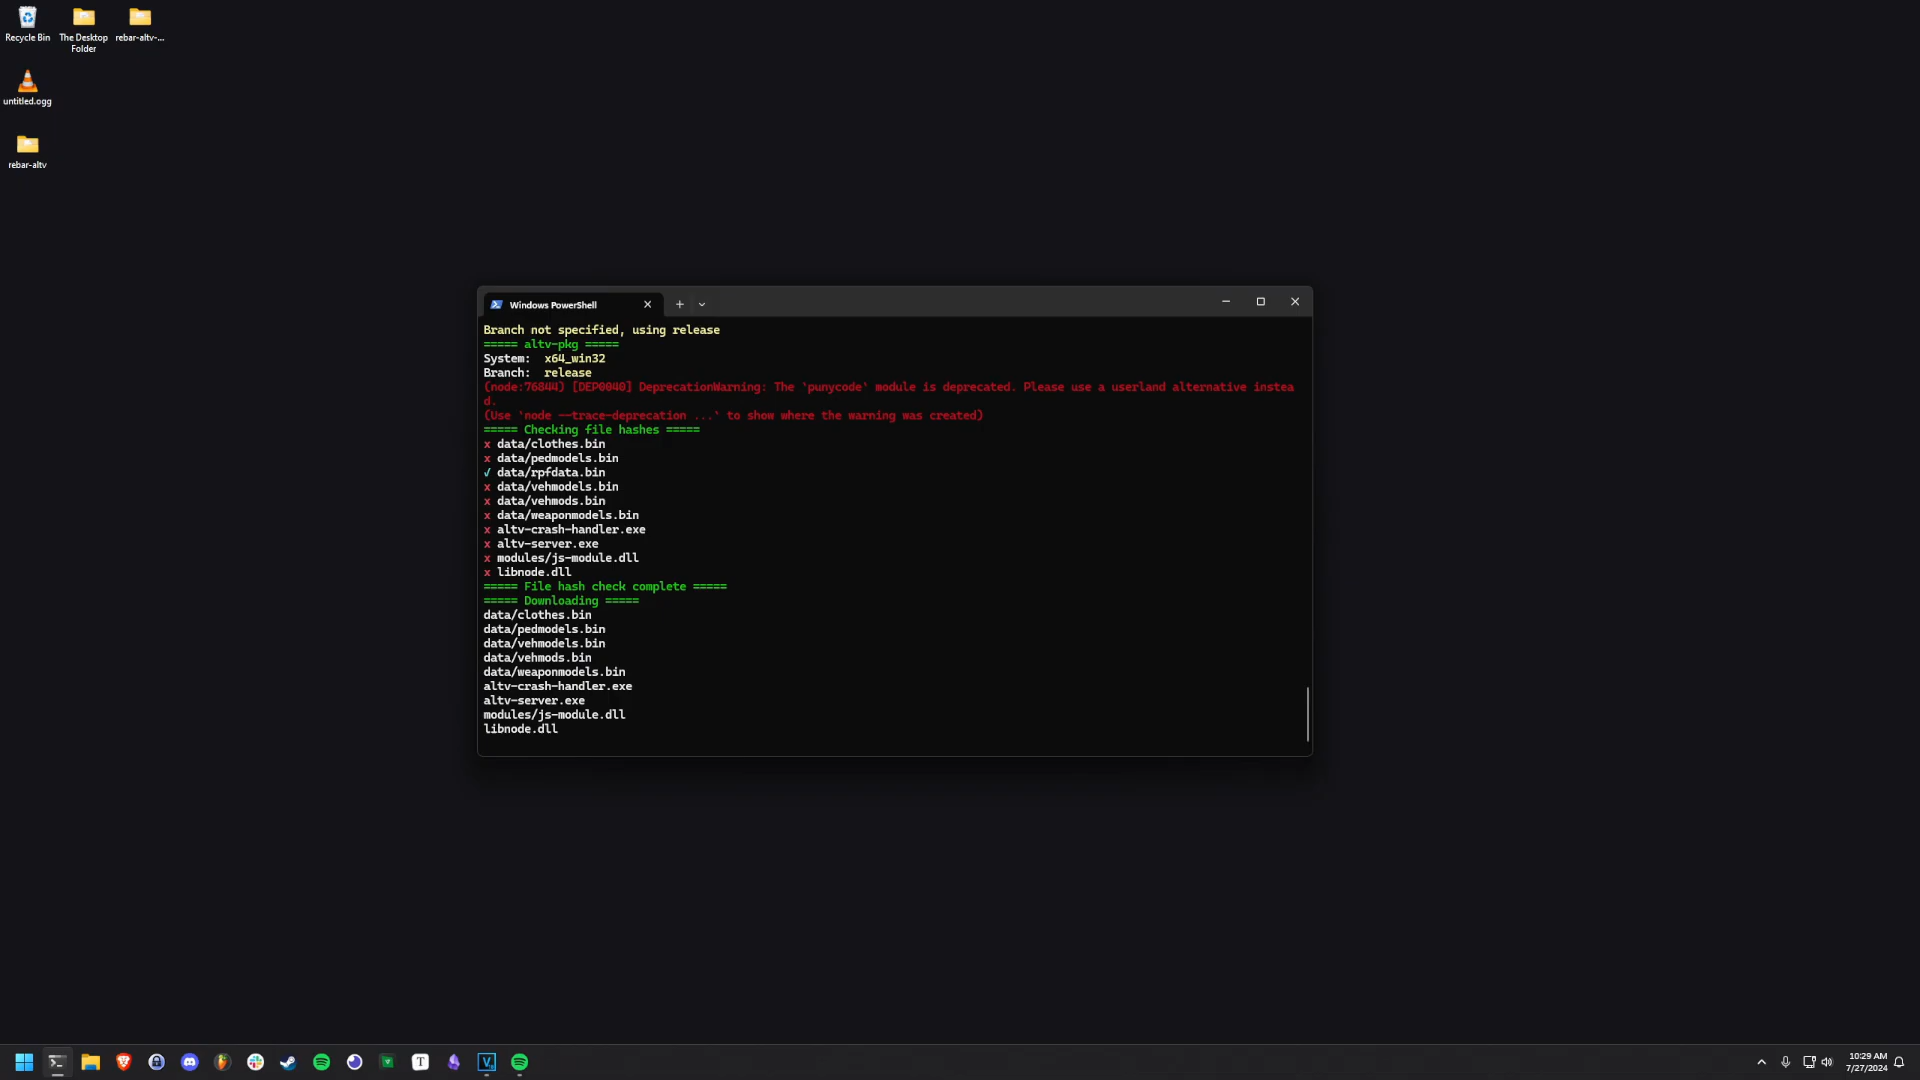 Recycle Bin
The Desktop
Folder
rebar-altv-...
untitled.ogg
rebar-altv
Windows PowerShell
Branch not specified, using release
===== altv-pkg =====
System:  x64_win32
Branch:  release
(node:76844) [DEP0040] DeprecationWarning: The `punycode` module is deprecated. Please use a userland alternative instea
d.
(Use `node --trace-deprecation ...` to show where the warning was created)
===== Checking file hashes =====
x data/clothes.bin
x data/pedmodels.bin
✓ data/rpfdata.bin
x data/vehmodels.bin
x data/vehmods.bin
x data/weaponmodels.bin
x altv-crash-handler.exe
x altv-server.exe
x modules/js-module.dll
x libnode.dll
===== File hash check complete =====
===== Downloading =====
data/clothes.bin
data/pedmodels.bin
data/vehmodels.bin
data/vehmods.bin
data/weaponmodels.bin
altv-crash-handler.exe
altv-server.exe
modules/js-module.dll
libnode.dll
T
V
10:29 AM
7/27/2024